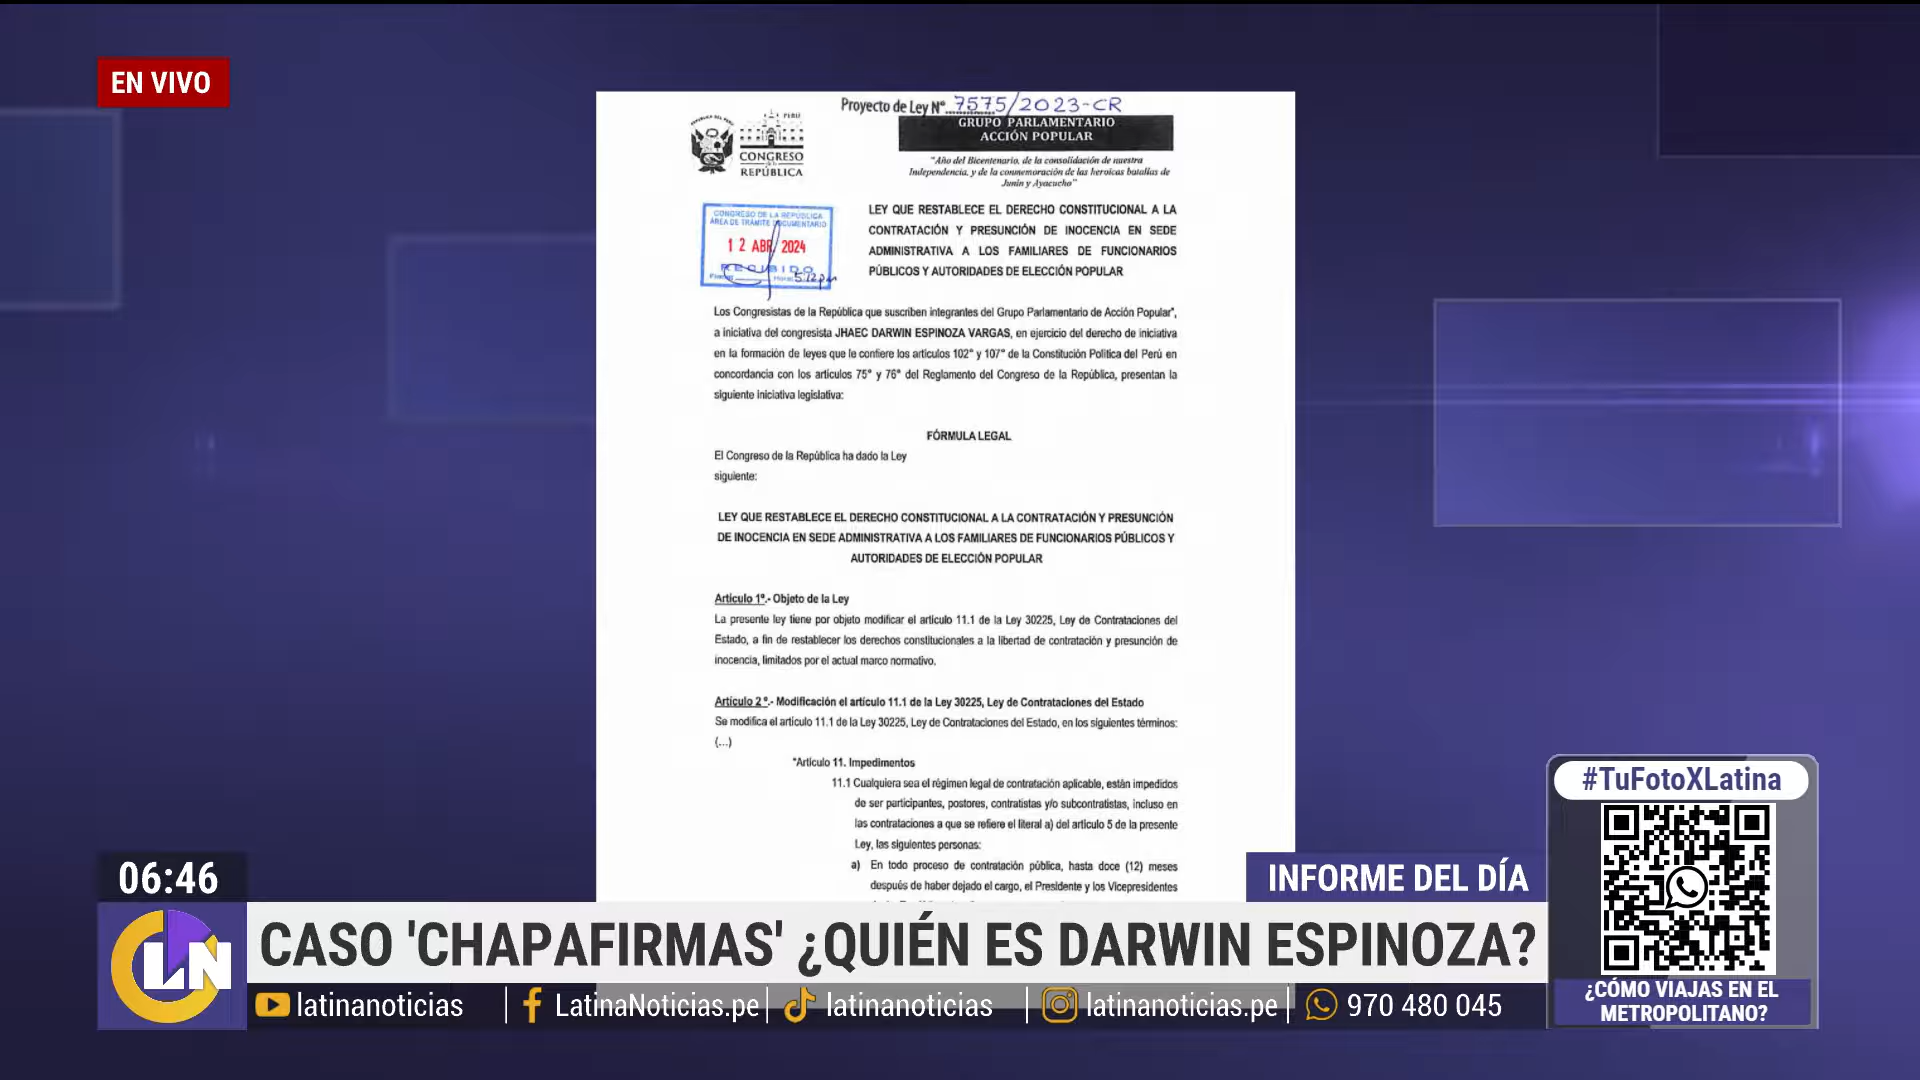 EN VIVO
Proyecto de Ley N°. 7575/2023-CR
GRUPO PARLAMENTARIO
ACCIÓN POPULAR
REPÚBLICA DEL PERÚ
PERÚ
CONGRESO
de la
REPÚBLICA
"Año del Bicentenario, de la consolidación de nuestra
Independencia, y de la conmemoración de las heroicas batallas de
Junín y Ayacucho"
CONGRESO DE LA REPÚBLICA
ÁREA DE TRÁMITE DOCUMENTARIO
12 ABR 2024
RECIBIDO
LEY QUE RESTABLECE EL DERECHO CONSTITUCIONAL A LA
CONTRATACIÓN Y PRESUNCIÓN DE INOCENCIA EN SEDE
ADMINISTRATIVA A LOS FAMILIARES DE FUNCIONARIOS
PÚBLICOS Y AUTORIDADES DE ELECCIÓN POPULAR
Los Congresistas de la República que suscriben integrantes del Grupo Parlamentario de Acción Popular",
a iniciativa del congresista JHAEC DARWIN ESPINOZA VARGAS, en ejercicio del derecho de iniciativa
en la formación de leyes que le confiere los artículos 102° y 107° de la Constitución Política del Perú en
concordancia con los artículos 75° y 76° del Reglamento del Congreso de la República, presentan la
siguiente iniciativa legislativa:
FÓRMULA LEGAL
El Congreso de la República ha dado la Ley
siguiente:
LEY QUE RESTABLECE EL DERECHO CONSTITUCIONAL A LA CONTRATACIÓN Y PRESUNCIÓN
DE INOCENCIA EN SEDE ADMINISTRATIVA A LOS FAMILIARES DE FUNCIONARIOS PÚBLICOS Y
AUTORIDADES DE ELECCIÓN POPULAR
Artículo 1º.- Objeto de la Ley
La presente ley tiene por objeto modificar el artículo 11.1 de la Ley 30225, Ley de Contrataciones del
Estado, a fin de restablecer los derechos constitucionales a la libertad de contratación y presunción de
inocencia, limitados por el actual marco normativo.
Artículo 2 º.- Modificación el artículo 11.1 de la Ley 30225, Ley de Contrataciones del Estado
Se modifica el artículo 11.1 de la Ley 30225, Ley de Contrataciones del Estado, en los siguientes términos:
(...)
"Artículo 11. Impedimentos
11.1 Cualquiera sea el régimen legal de contratación aplicable, están impedidos
de ser participantes, postores, contratistas y/o subcontratistas, incluso en
las contrataciones a que se refiere el literal a) del artículo 5 de la presente
Ley, las siguientes personas:
a) En todo proceso de contratación pública, hasta doce (12) meses
después de haber dejado el cargo, el Presidente y los Vicepresidentes
06:46
INFORME DEL DÍA
LN
CASO 'CHAPAFIRMAS' ¿QUIÉN ES DARWIN ESPINOZA?
latinanoticias | LatinaNoticias.pe | latinanoticias | latinanoticias.pe | 970 480 045
#TuFotoXLatina
¿CÓMO VIAJAS EN EL
METROPOLITANO?